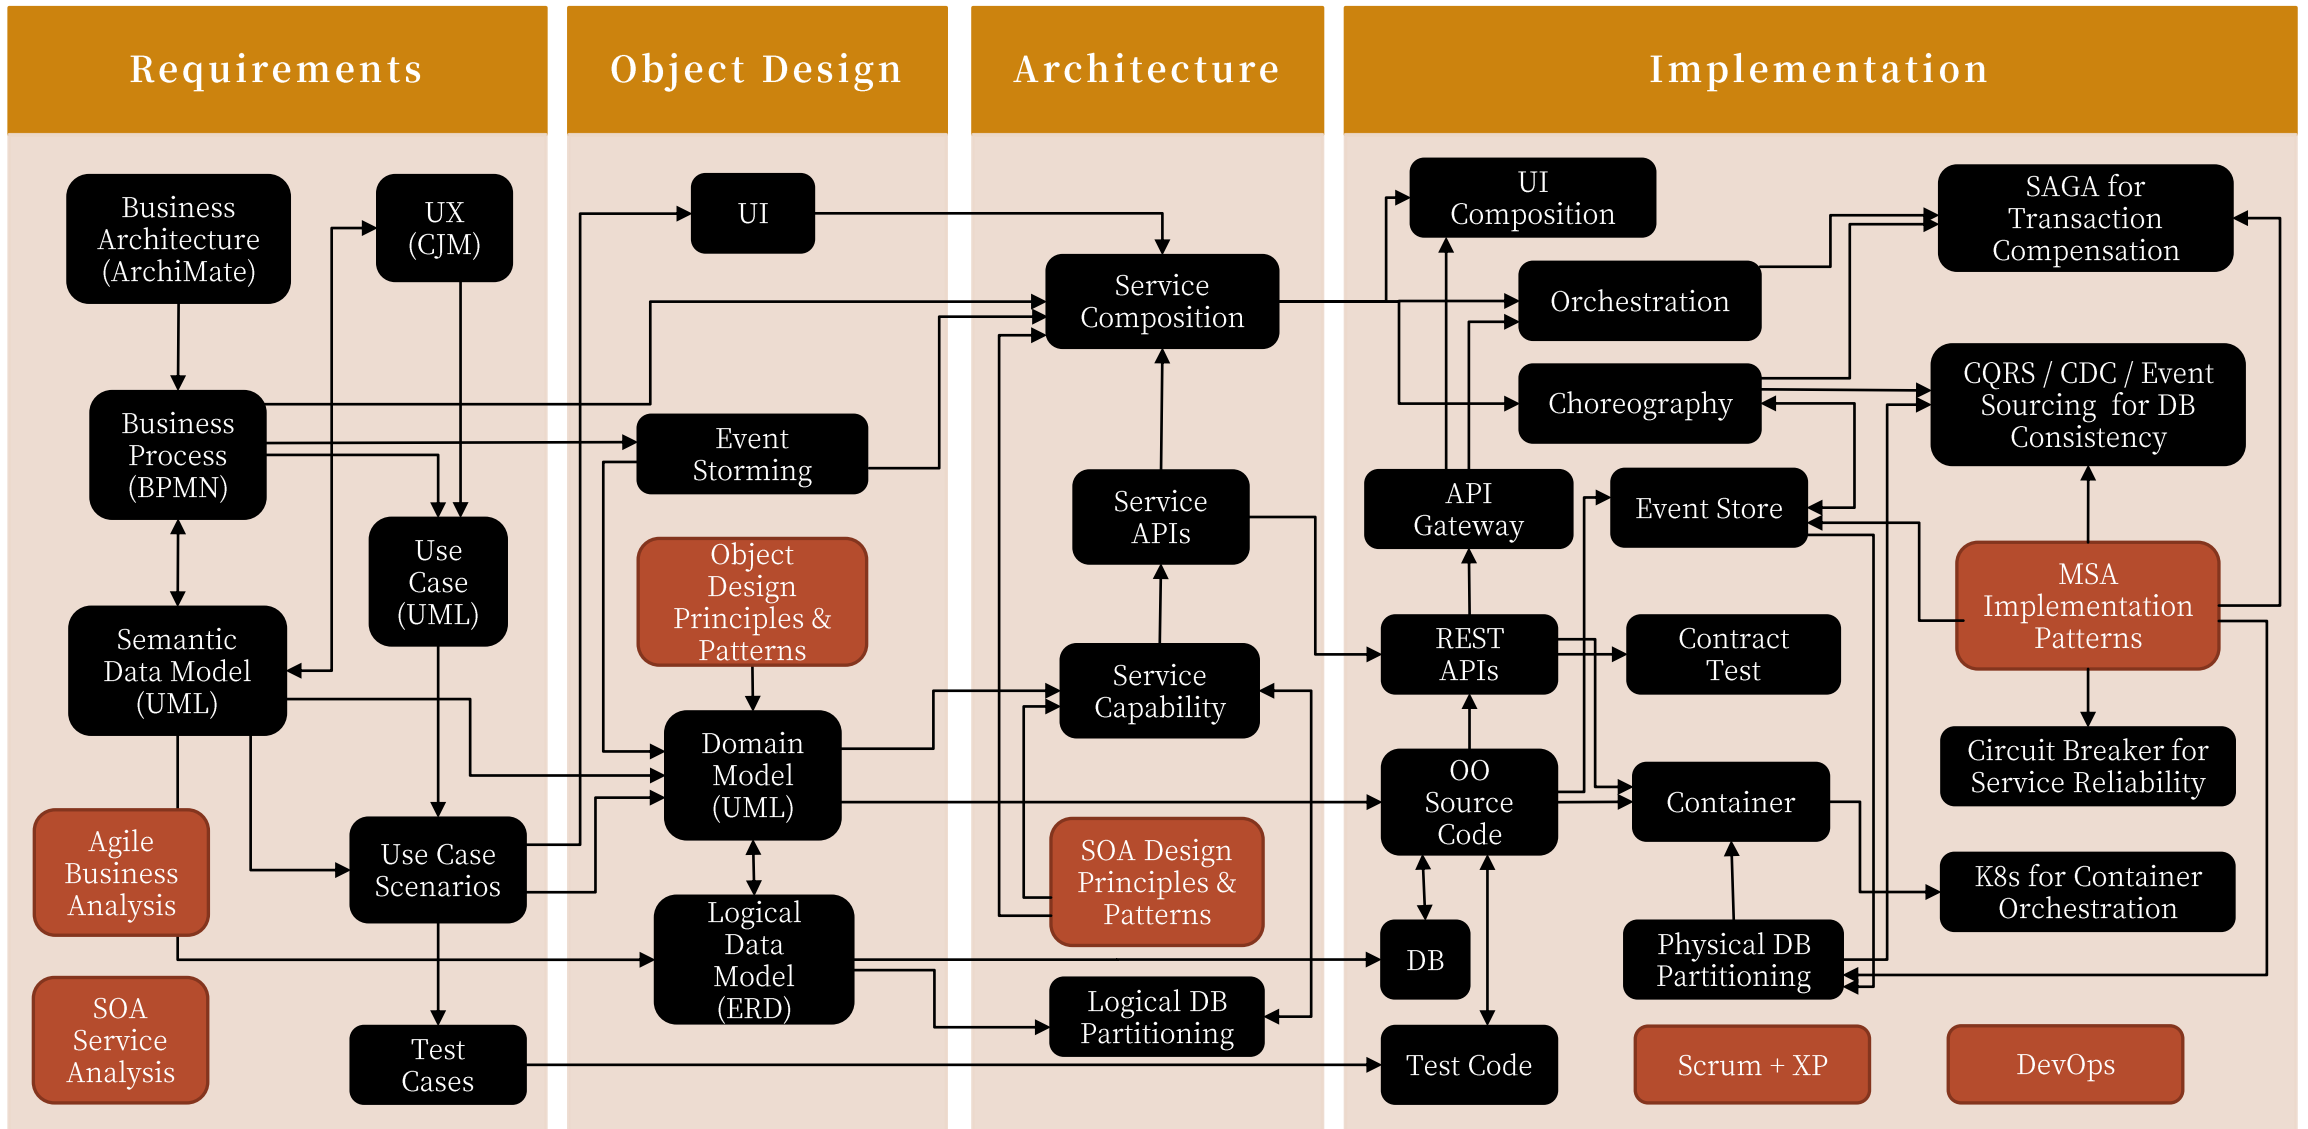 Requirements
Object Design
Architecture
Implementation
Business
Architecture
(ArchiMate)
UX
(CJM)
Business
Process
(BPMN)
Use
Case
(UML)
Semantic
Data Model
(UML)
Agile
Business
Analysis
Use Case
Scenarios
SOA
Service
Analysis
Test
Cases
UI
Event
Storming
Object
Design
Principles &
Patterns
Domain
Model
(UML)
Logical
Data
Model
(ERD)
Service
Composition
Service
APIs
Service
Capability
SOA Design
Principles &
Patterns
Logical DB
Partitioning
UI
Composition
SAGA for
Transaction
Compensation
Orchestration
Choreography
CQRS / CDC / Event
Sourcing  for DB
Consistency
API
Gateway
Event Store
MSA
Implementation
Patterns
REST
APIs
Contract
Test
OO
Source
Code
Container
Circuit Breaker for
Service Reliability
K8s for Container
Orchestration
DB
Physical DB
Partitioning
Test Code
Scrum + XP
DevOps